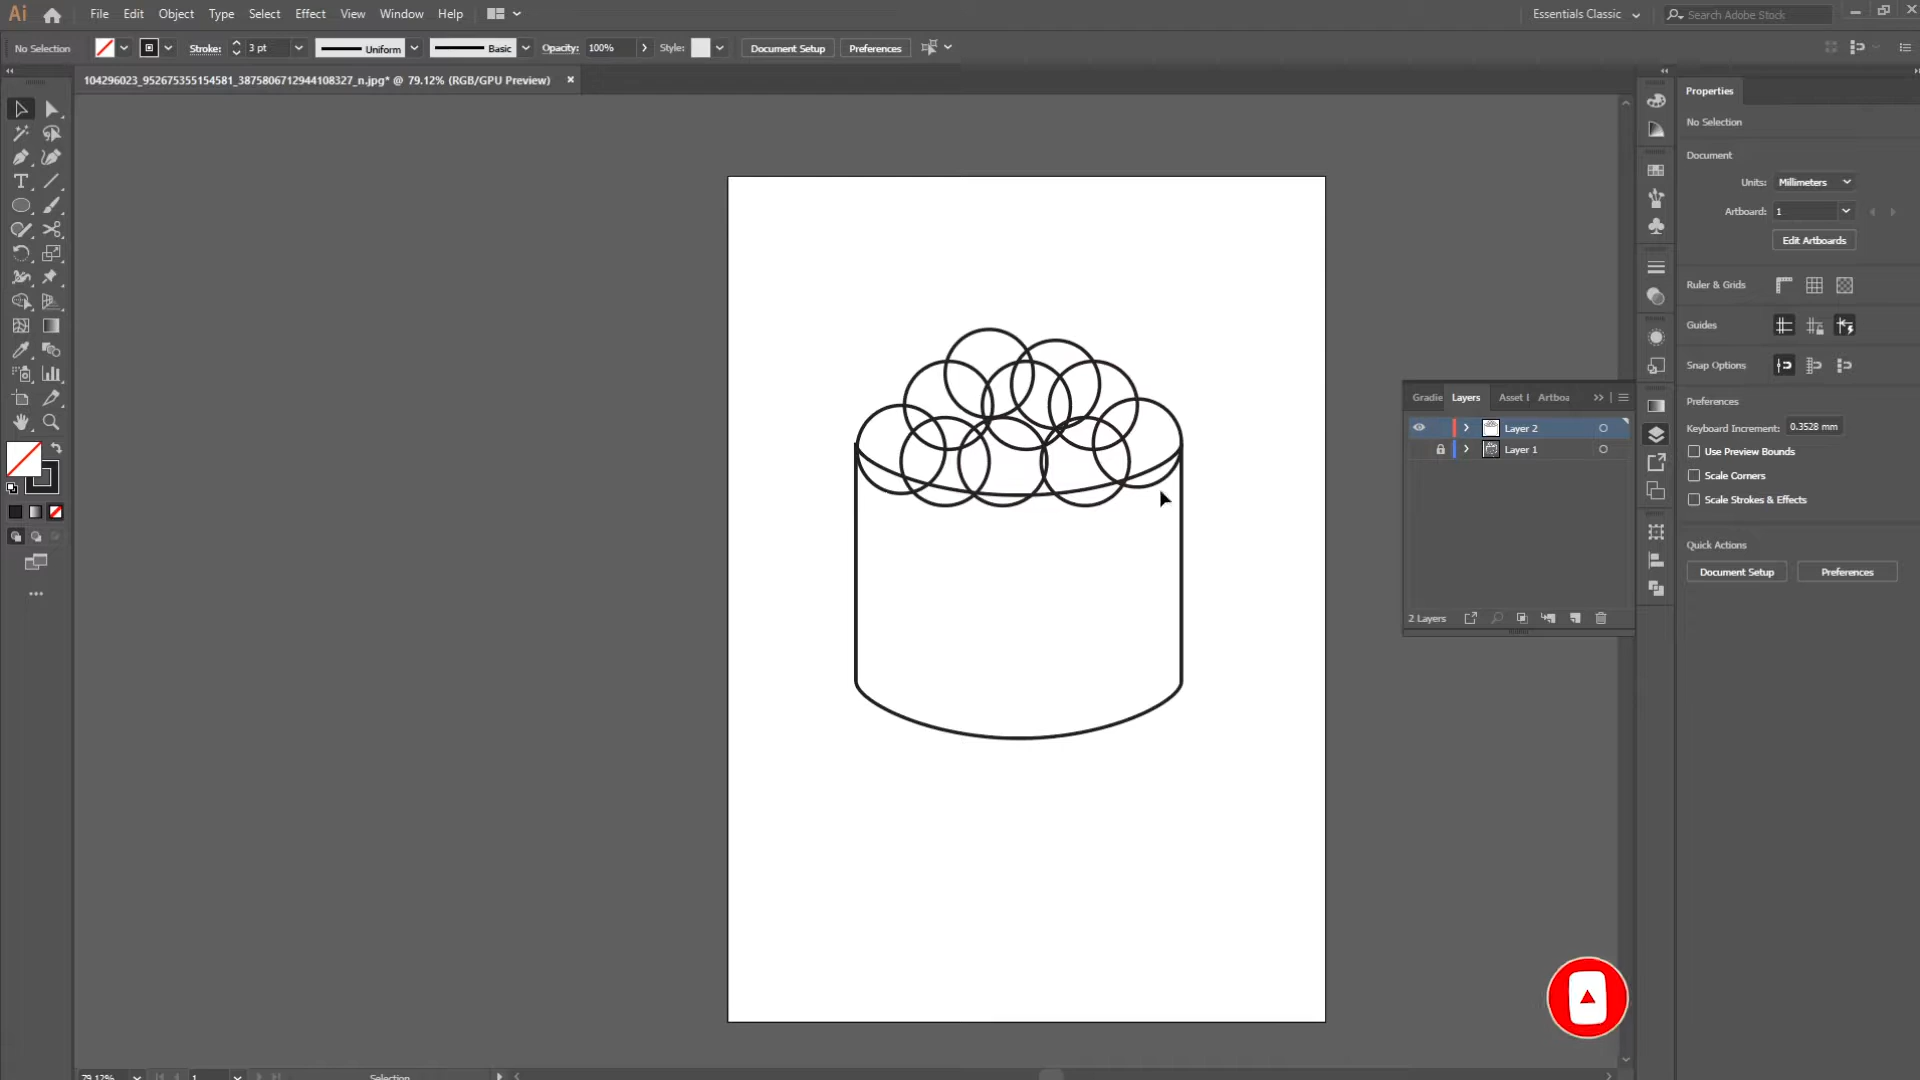 Ai File Edit Object Type Select Effect View Window Help Essentials Classic Search Adobe Stock
No Selection Stroke: 3 pt Uniform Basic Opacity: 100% Style: Document Setup Preferences
104296023_952675355154581_3875806712944108327_n.jpg* @ 79.12% (RGB/GPU Preview)
Properties
No Selection
Document
Units: Millimeters
Artboard: 1
Edit Artboards
Ruler & Grids
Guides
Snap Options
Preferences
Keyboard Increment: 0.3528 mm
Use Preview Bounds
Scale Corners
Scale Strokes & Effects
Quick Actions
Document Setup Preferences
Gradie Layers Asset E Artboa
Layer 2
Layer 1
2 Layers
79.12% 1 Selection